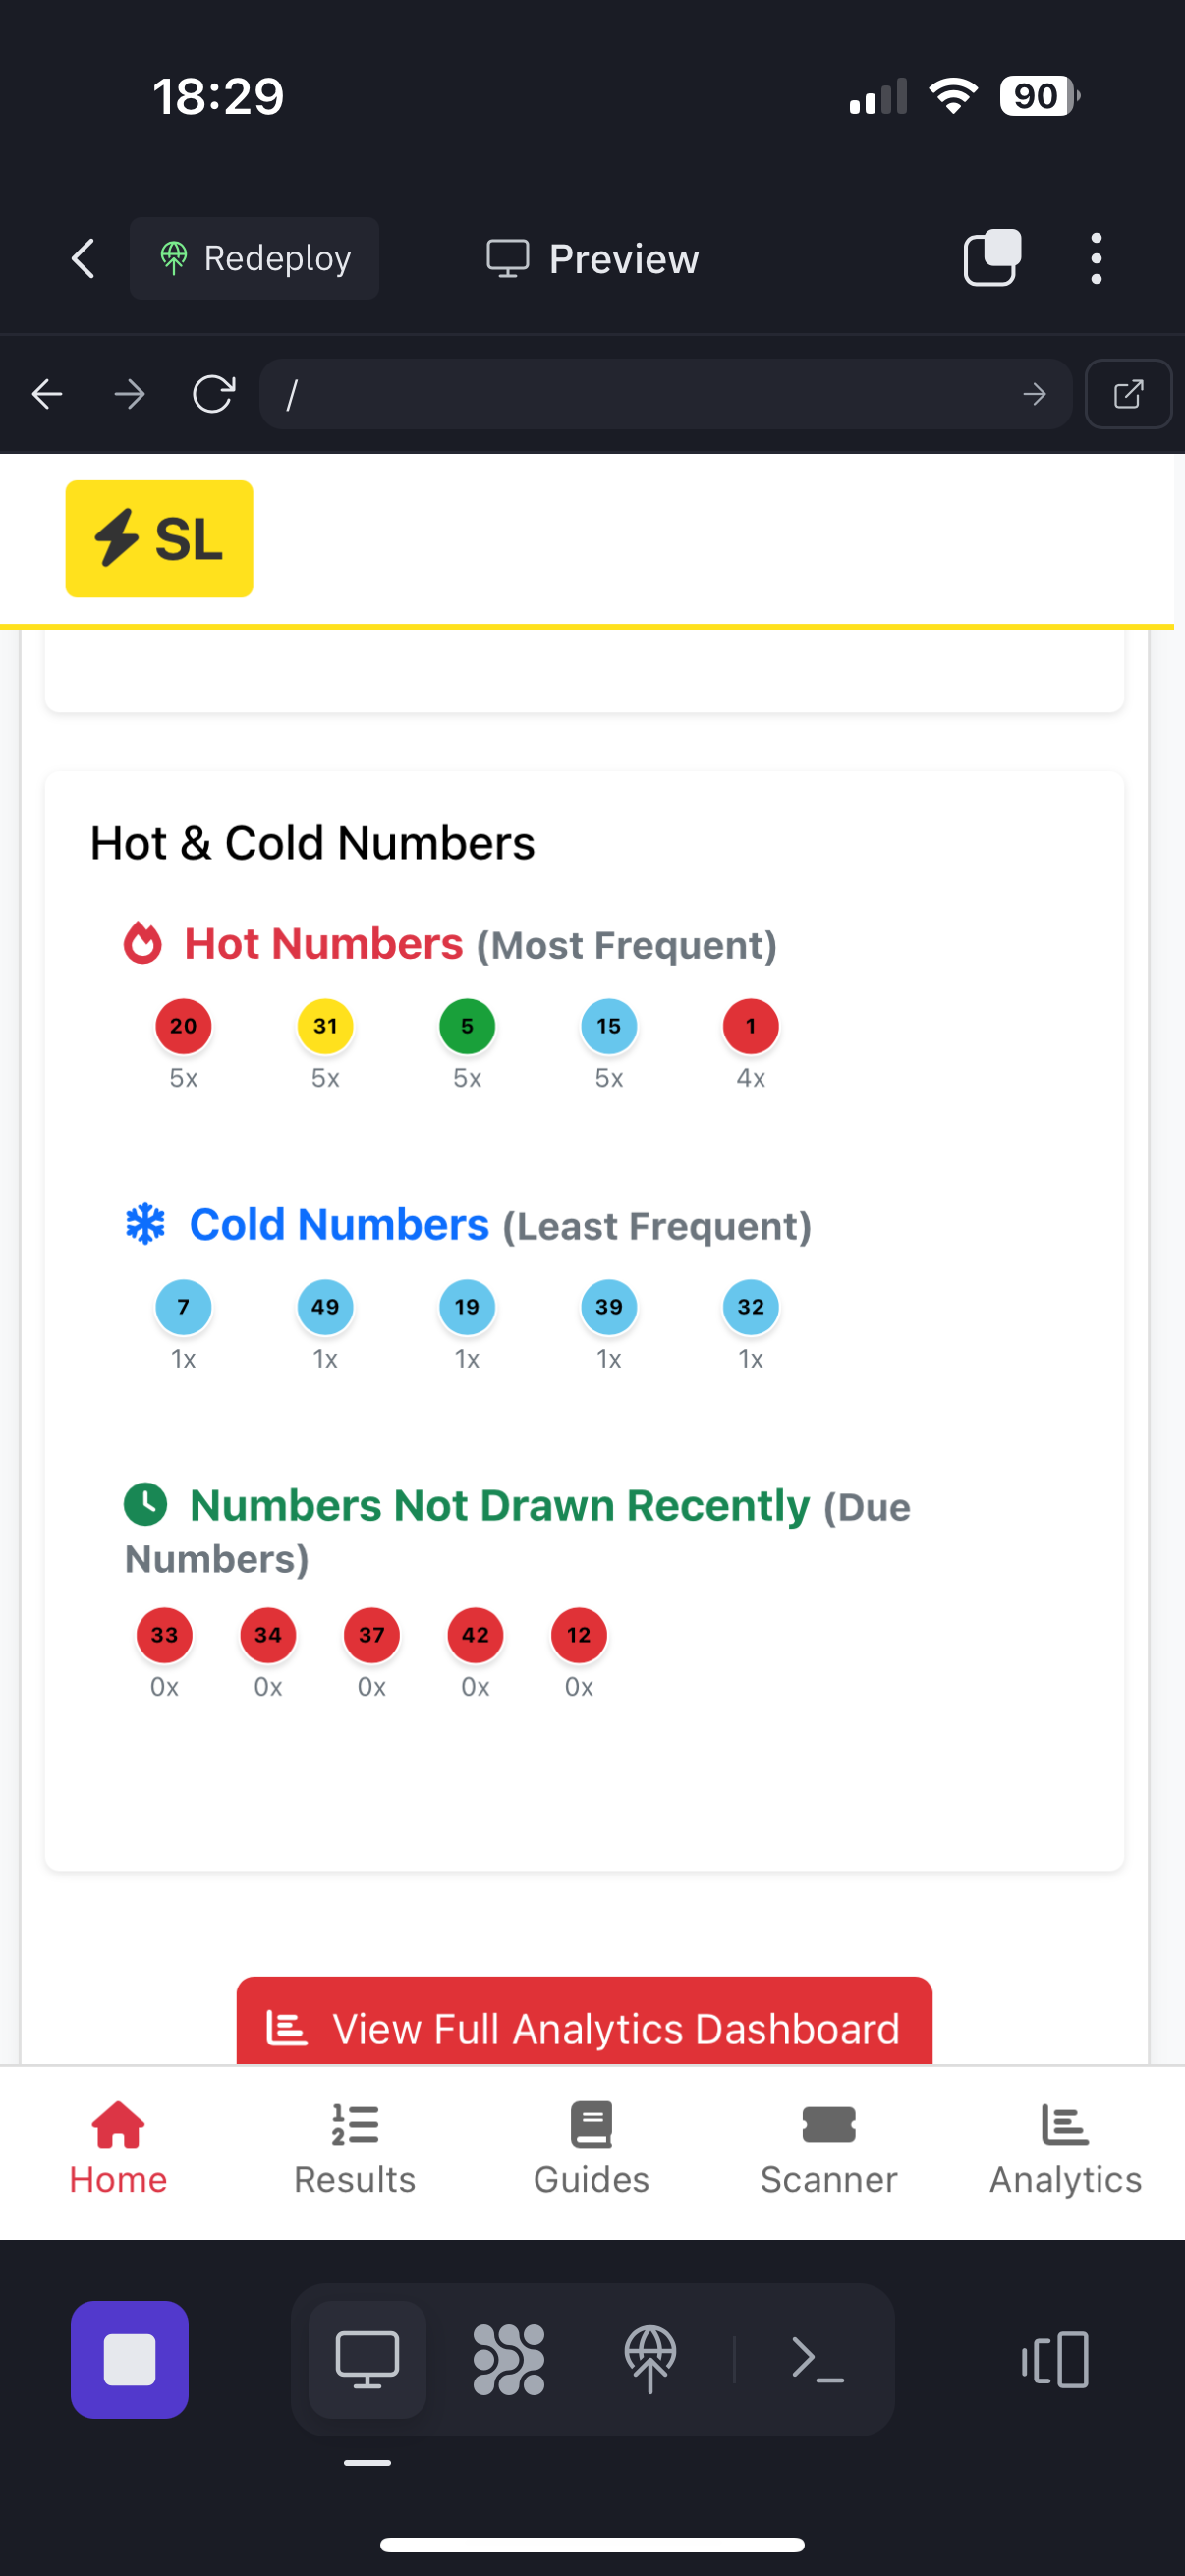 18:29
90
Redeploy
Preview
/
SL
Hot & Cold Numbers
Hot Numbers (Most Frequent)
20 31 5 15 1
5x 5x 5x 5x 4x
Cold Numbers (Least Frequent)
7 49 19 39 32
1x 1x 1x 1x 1x
Numbers Not Drawn Recently (Due
Numbers)
33 34 37 42 12
0x 0x 0x 0x 0x
View Full Analytics Dashboard
Home Results Guides Scanner Analytics